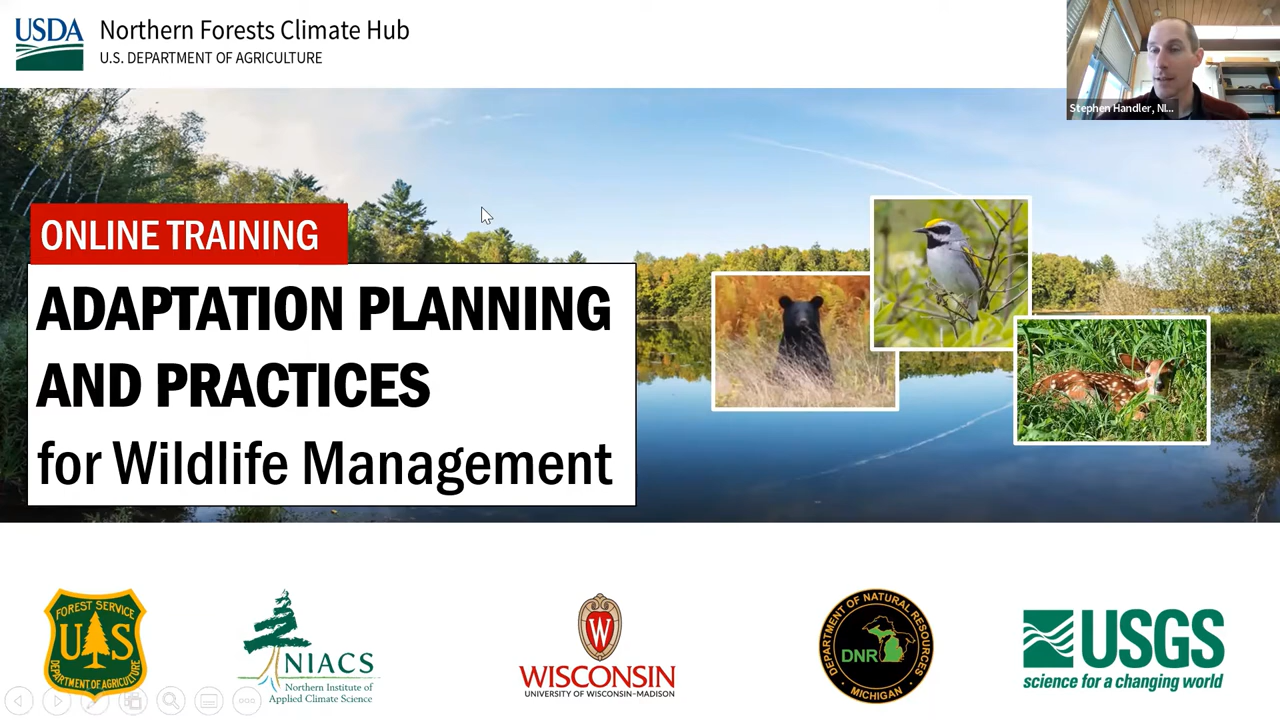 USDA
Northern Forests Climate Hub
U.S. DEPARTMENT OF AGRICULTURE
Stephen Handler, NI...
ONLINE TRAINING
ADAPTATION PLANNING
AND PRACTICES
for Wildlife Management
FOREST SERVICE
U S
DEPARTMENT OF AGRICULTURE
NIACS
Northern Institute of
Applied Climate Science
W
WISCONSIN
UNIVERSITY OF WISCONSIN–MADISON
DEPARTMENT OF NATURAL RESOURCES
DNR
MICHIGAN
USGS
science for a changing world